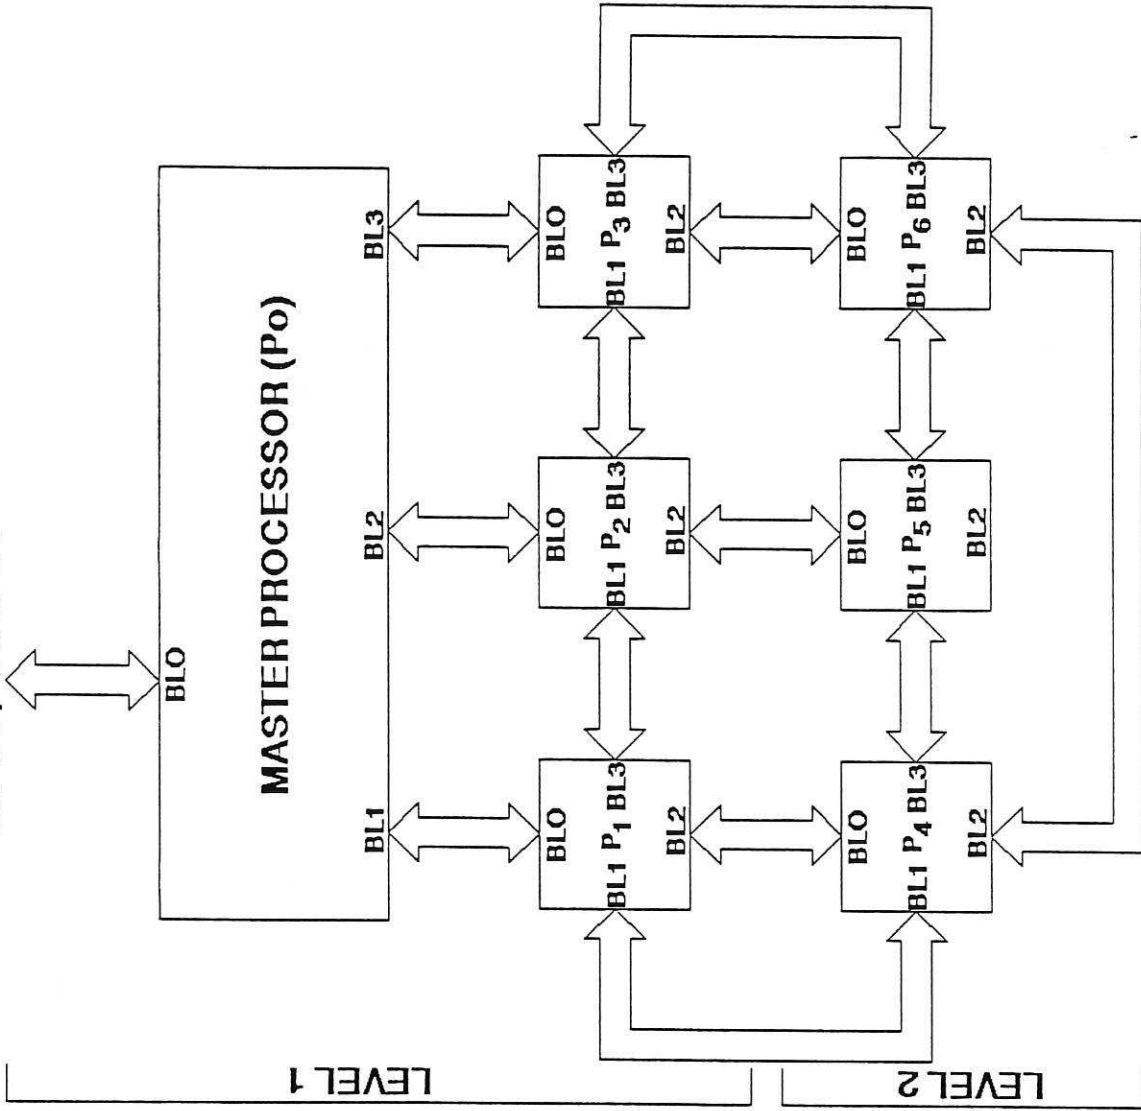 BLO
MASTER PROCESSOR (Po)
BL1
BL2
BL3
BLO
BL1 P1 BL3
BL2
BLO
BL1 P2 BL3
BL2
BLO
BL1 P3 BL3
BL2
BLO
BL1 P4 BL3
BL2
BLO
BL1 P5 BL3
BL2
BLO
BL1 P6 BL3
BL2
LEVEL 1
LEVEL 2